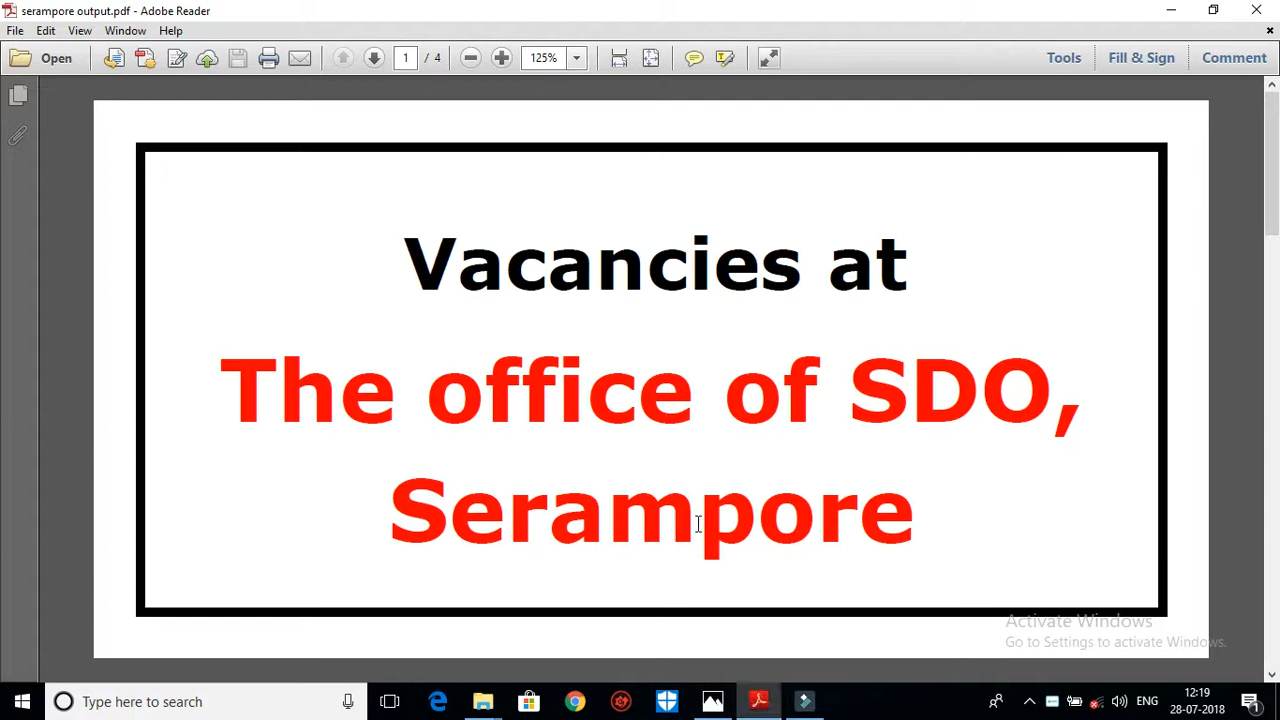 serampore output.pdf - Adobe Reader
File Edit View Window Help
Open 1 / 4 125% Tools Fill & Sign Comment
Vacancies at
The office of SDO,
Serampore
Activate Windows
Go to Settings to activate Windows.
Type here to search ENG 12:19
28-07-2018 1